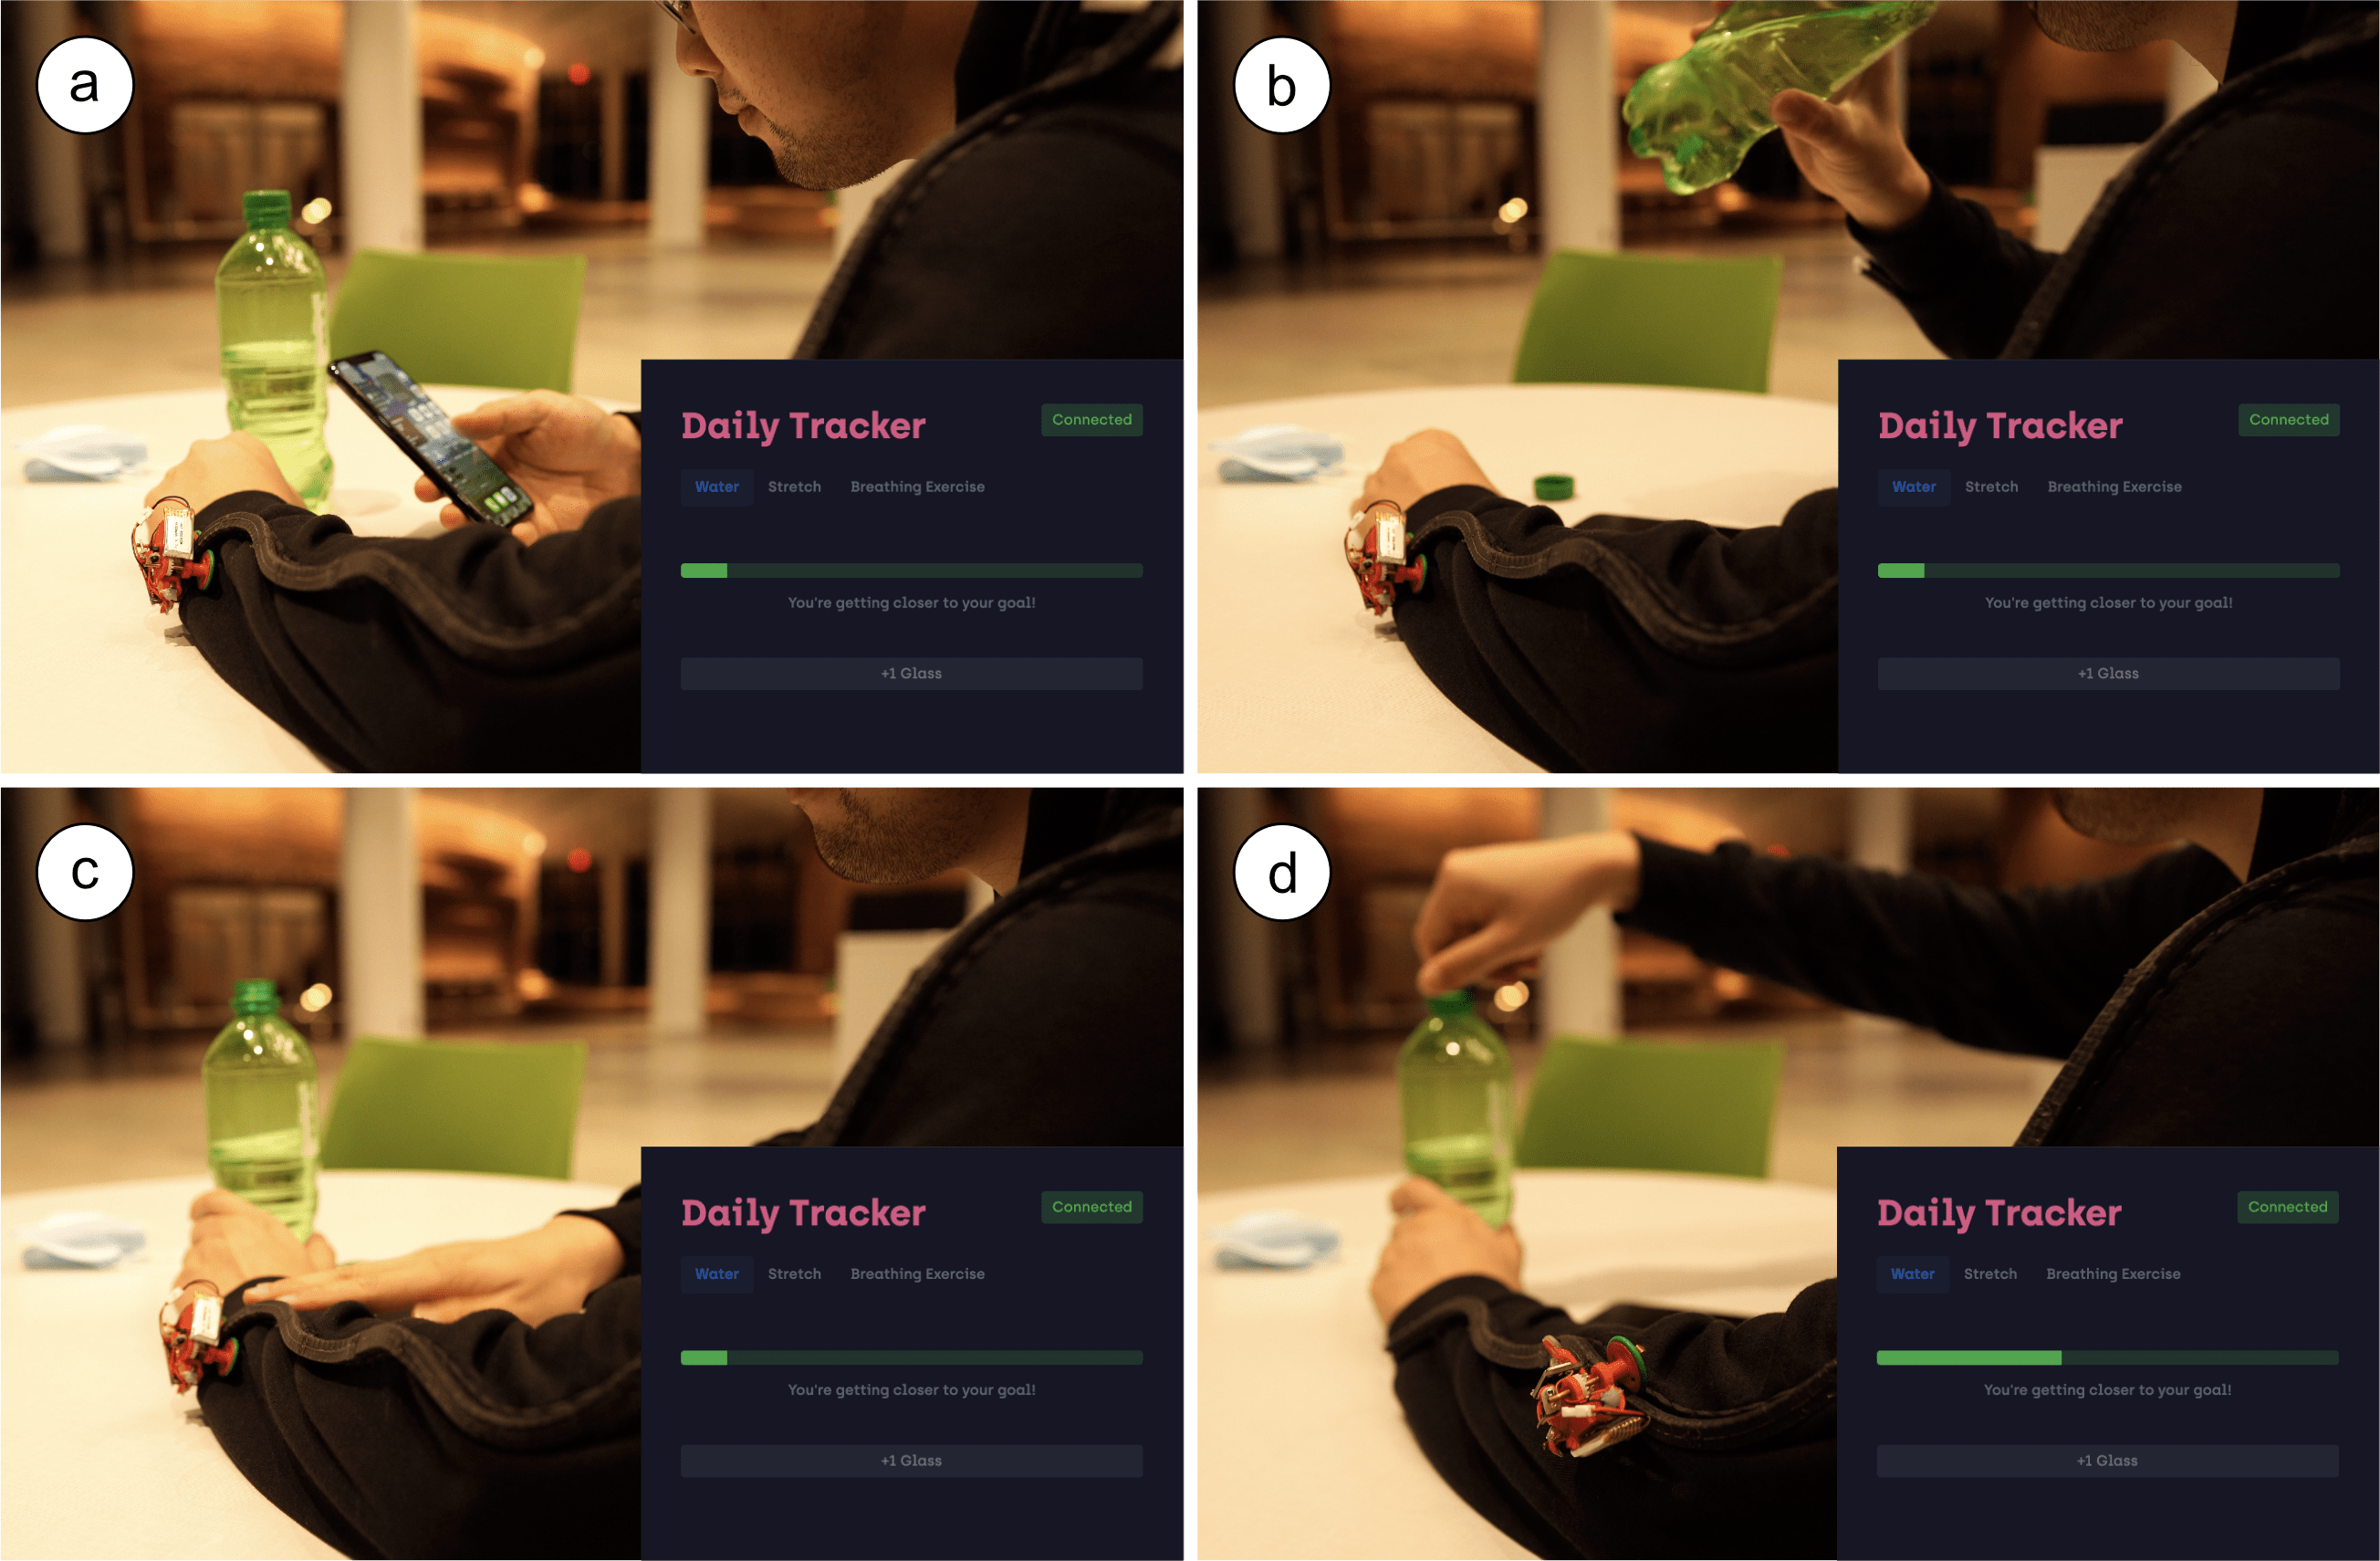 a
Daily Tracker
Connected
Water Stretch Breathing Exercise
You're getting closer to your goal!
+1 Glass
b
Daily Tracker
Connected
Water Stretch Breathing Exercise
You're getting closer to your goal!
+1 Glass
c
Daily Tracker
Connected
Water Stretch Breathing Exercise
You're getting closer to your goal!
+1 Glass
d
Daily Tracker
Connected
Water Stretch Breathing Exercise
You're getting closer to your goal!
+1 Glass